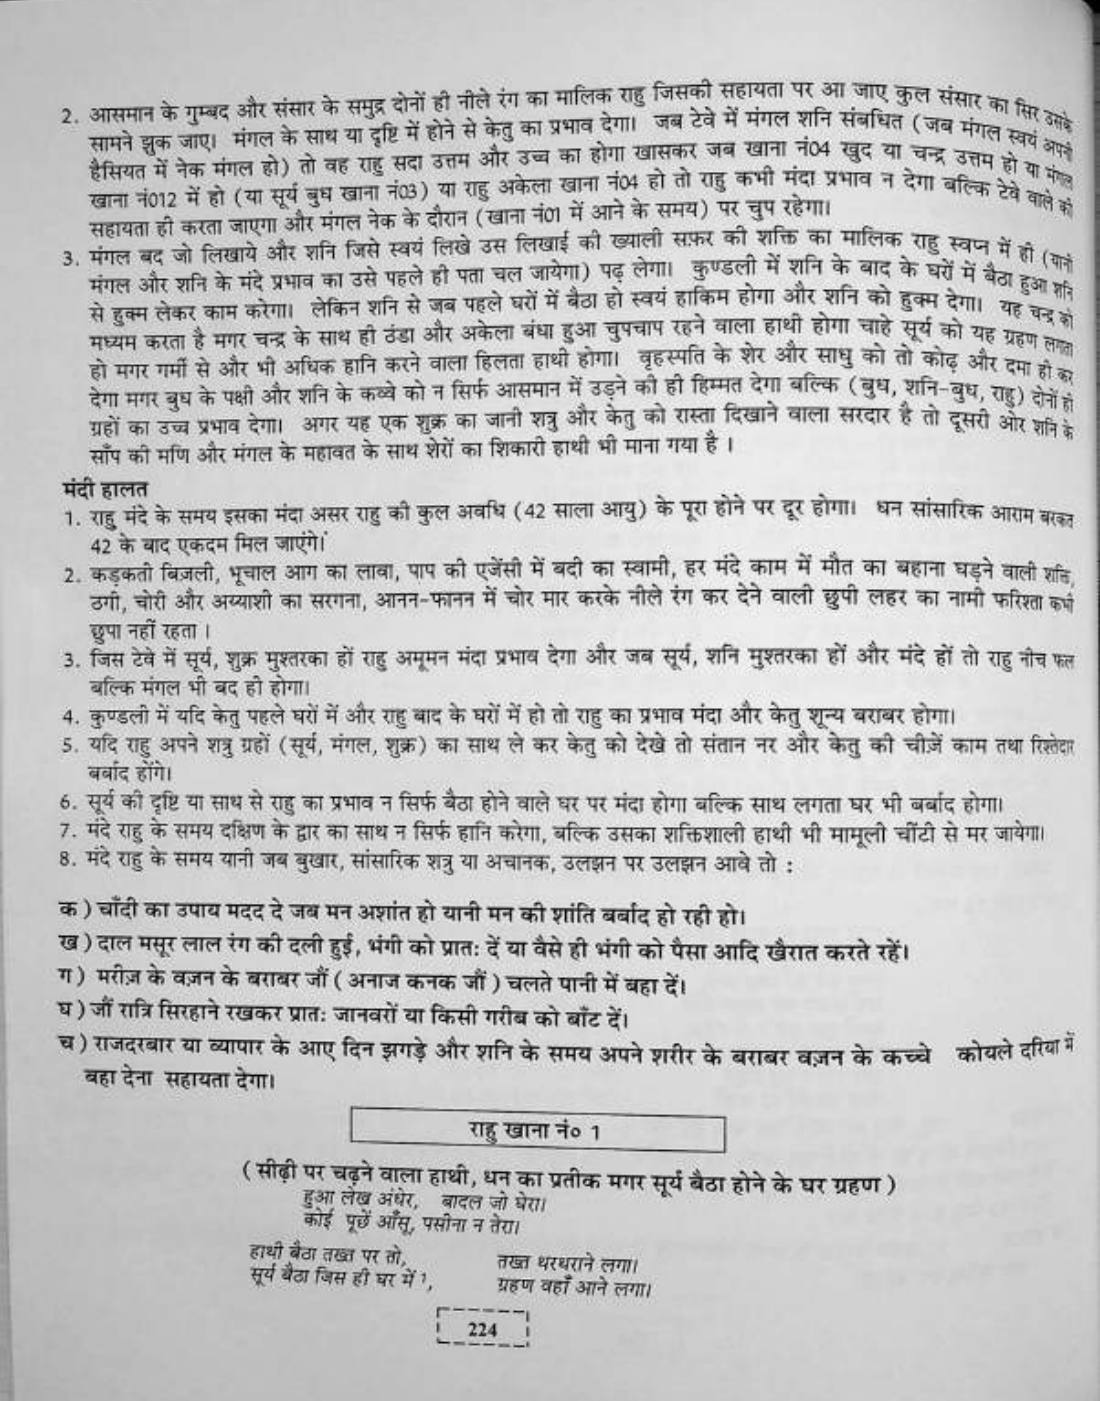 2. आसमान के गुम्बद और संसार के समुद्र दोनों ही नीले रंग का मालिक राहु जिसकी सहायता पर आ जाए कुल संसार का सिर उसके
सामने झुक जाए। मंगल के साथ या दृष्टि में होने से केतु का प्रभाव देगा। जब टेवे में मंगल शनि संबधित (जब मंगल स्वयं अपनी
हैसियत में नेक मंगल हो) तो वह राहु सदा उत्तम और उच्च का होगा खासकर जब खाना नं04 खुद या चन्द्र उत्तम हो या मंगल
खाना नं012 में हो (या सूर्य बुध खाना नं03) या राहु अकेला खाना नं04 हो तो राहु कभी मंदा प्रभाव न देगा बल्कि टेवे वाले को
सहायता ही करता जाएगा और मंगल नेक के दौरान (खाना नं01 में आने के समय) पर चुप रहेगा।
3. मंगल बद जो लिखाये और शनि जिसे स्वयं लिखे उस लिखाई की ख्याली सफ़र की शक्ति का मालिक राहु स्वप्न में ही (यानी
मंगल और शनि के मंदे प्रभाव का उसे पहले ही पता चल जायेगा) पढ़ लेगा। कुण्डली में शनि के बाद के घरों में बैठा हुआ शनि
से हुक्म लेकर काम करेगा। लेकिन शनि से जब पहले घरों में बैठा हो स्वयं हाकिम होगा और शनि को हुक्म देगा। यह चन्द्र को
मध्यम करता है मगर चन्द्र के साथ ही ठंडा और अकेला बंधा हुआ चुपचाप रहने वाला हाथी होगा चाहे सूर्य को यह ग्रहण लगता
हो मगर गर्मी से और भी अधिक हानि करने वाला हिलता हाथी होगा। वृहस्पति के शेर और साधु को तो कोढ़ और दमा ही कर
देगा मगर बुध के पक्षी और शनि के कव्वे को न सिर्फ आसमान में उड़ने की ही हिम्मत देगा बल्कि (बुध, शनि-बुध, राहु) दोनों ही
ग्रहों का उच्च प्रभाव देगा। अगर यह एक शुक्र का जानी शत्रु और केतु को रास्ता दिखाने वाला सरदार है तो दूसरी ओर शनि के
साँप की मणि और मंगल के महावत के साथ शेरों का शिकारी हाथी भी माना गया है ।
मंदी हालत
1. राहु मंदे के समय इसका मंदा असर राहु की कुल अवधि (42 साला आयु) के पूरा होने पर दूर होगा। धन सांसारिक आराम बरकत
42 के बाद एकदम मिल जाएंगे।
2. कड़कती बिज़ली, भूचाल आग का लावा, पाप की एजेंसी में बदी का स्वामी, हर मंदे काम में मौत का बहाना घड़ने वाली शक्ति,
ठगी, चोरी और अय्याशी का सरगना, आनन-फानन में चोर मार करके नीले रंग कर देने वाली छुपी लहर का नामी फरिश्ता कभी
छुपा नहीं रहता ।
3. जिस टेवे में सूर्य, शुक्र मुश्तरका हों राहु अमूमन मंदा प्रभाव देगा और जब सूर्य, शनि मुश्तरका हों और मंदे हों तो राहु नीच फल
बल्कि मंगल भी बद ही होगा।
4. कुण्डली में यदि केतु पहले घरों में और राहु बाद के घरों में हो तो राहु का प्रभाव मंदा और केतु शून्य बराबर होगा।
5. यदि राहु अपने शत्रु ग्रहों (सूर्य, मंगल, शुक्र) का साथ ले कर केतु को देखे तो संतान नर और केतु की चीज़ें काम तथा रिश्तेदार
बर्बाद होंगे।
6. सूर्य की दृष्टि या साथ से राहु का प्रभाव न सिर्फ बैठा होने वाले घर पर मंदा होगा बल्कि साथ लगता घर भी बर्बाद होगा।
7. मंदे राहु के समय दक्षिण के द्वार का साथ न सिर्फ हानि करेगा, बल्कि उसका शक्तिशाली हाथी भी मामूली चींटी से मर जायेगा।
8. मंदे राहु के समय यानी जब बुखार, सांसारिक शत्रु या अचानक, उलझन पर उलझन आवे तो :
क ) चाँदी का उपाय मदद दे जब मन अशांत हो यानी मन की शांति बर्बाद हो रही हो।
ख ) दाल मसूर लाल रंग की दली हुई, भंगी को प्रातः दें या वैसे ही भंगी को पैसा आदि खैरात करते रहें।
ग ) मरीज़ के वज़न के बराबर जौं ( अनाज कनक जौं ) चलते पानी में बहा दें।
घ ) जौं रात्रि सिरहाने रखकर प्रातः जानवरों या किसी गरीब को बाँट दें।
च ) राजदरबार या व्यापार के आए दिन झगड़े और शनि के समय अपने शरीर के बराबर वज़न के कच्चे कोयले दरिया में
बहा देना सहायता देगा।
राहु खाना नं० 1
( सीढ़ी पर चढ़ने वाला हाथी, धन का प्रतीक मगर सूर्य बैठा होने के घर ग्रहण )
हुआ लेख अंधेर, बादल जो घेरा।
कोई पूछें आँसू, पसीना न तेरा।
हाथी बैठा तख्त पर तो, तख्त थरथराने लगा।
सूर्य बैठा जिस ही घर में ¹, ग्रहण वहाँ आने लगा।
224